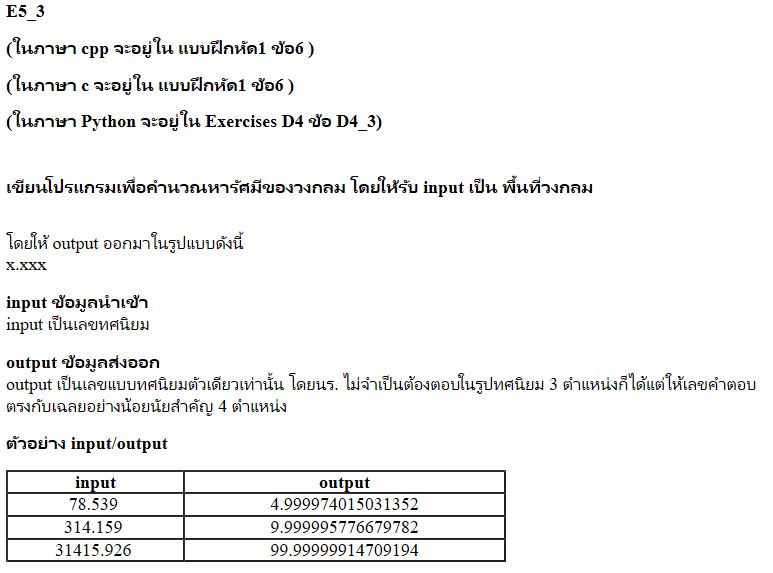 E5_3
(ในภาษา cpp จะอยู่ใน แบบฝึกหัด1 ข้อ6 )
(ในภาษา c จะอยู่ใน แบบฝึกหัด1 ข้อ6 )
(ในภาษา Python จะอยู่ใน Exercises D4 ข้อ D4_3)
เขียนโปรแกรมเพื่อคำนวณหารัศมีของวงกลม โดยให้รับ input เป็น พื้นที่วงกลม
โดยให้ output ออกมาในรูปแบบดังนี้
x.xxx
input ข้อมูลนำเข้า
input เป็นเลขทศนิยม
output ข้อมูลส่งออก
output เป็นเลขแบบทศนิยมตัวเดียวเท่านั้น โดยนร. ไม่จำเป็นต้องตอบในรูปทศนิยม 3 ตำแหน่งก็ได้แต่ให้เลขคำตอบ
ตรงกับเฉลยอย่างน้อยนัยสำคัญ 4 ตำแหน่ง
ตัวอย่าง input/output
input output
78.539 4.999974015031352
314.159 9.999995776679782
31415.926 99.99999914709194